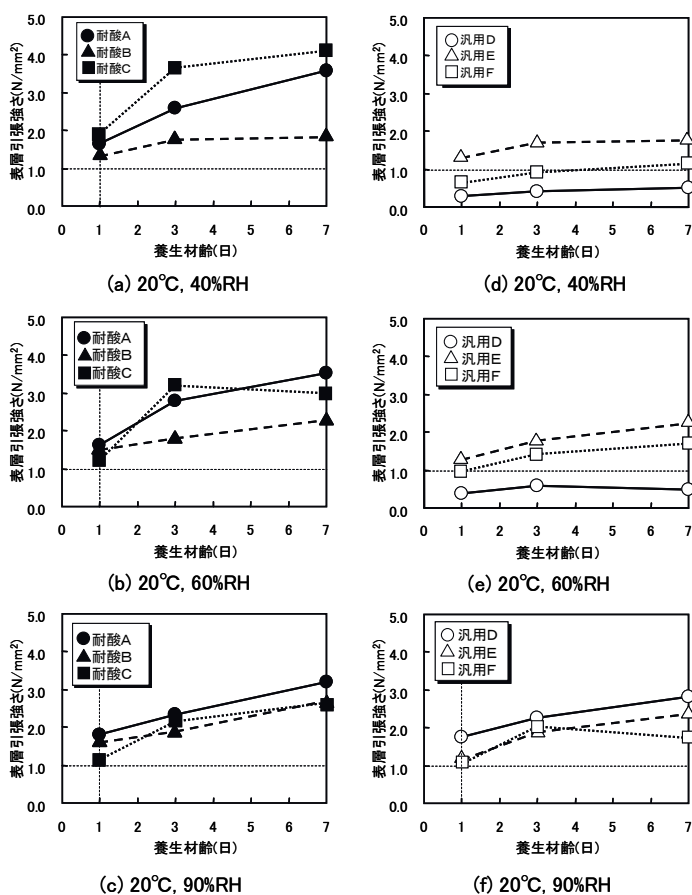 表層引張強さ(N/mm²)
5.0
4.0
3.0
2.0
1.0
0.0
耐酸A
耐酸B
耐酸C
0 1 2 3 4 5 6 7
養生材齢(日)
(a) 20℃, 40%RH
表層引張強さ(N/mm²)
5.0
4.0
3.0
2.0
1.0
0.0
汎用D
汎用E
汎用F
0 1 2 3 4 5 6 7
養生材齢(日)
(d) 20℃, 40%RH
表層引張強さ(N/mm²)
5.0
4.0
3.0
2.0
1.0
0.0
耐酸A
耐酸B
耐酸C
0 1 2 3 4 5 6 7
養生材齢(日)
(b) 20℃, 60%RH
表層引張強さ(N/mm²)
5.0
4.0
3.0
2.0
1.0
0.0
汎用D
汎用E
汎用F
0 1 2 3 4 5 6 7
養生材齢(日)
(e) 20℃, 60%RH
表層引張強さ(N/mm²)
5.0
4.0
3.0
2.0
1.0
0.0
耐酸A
耐酸B
耐酸C
0 1 2 3 4 5 6 7
養生材齢(日)
(c) 20℃, 90%RH
表層引張強さ(N/mm²)
5.0
4.0
3.0
2.0
1.0
0.0
汎用D
汎用E
汎用F
0 1 2 3 4 5 6 7
養生材齢(日)
(f) 20℃, 90%RH